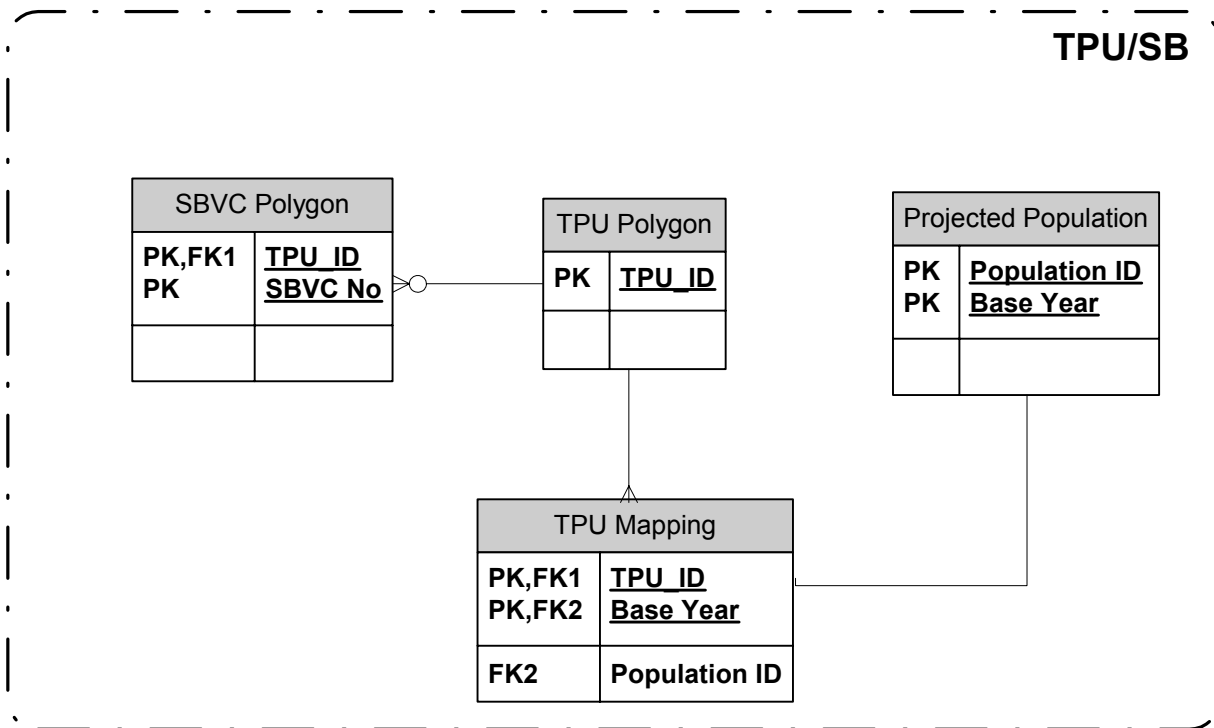 TPU/SB
SBVC Polygon
PK,FK1 TPU_ID
PK SBVC No
TPU Polygon
PK TPU_ID
Projected Population
PK Population ID
PK Base Year
TPU Mapping
PK,FK1 TPU_ID
PK,FK2 Base Year
FK2 Population ID